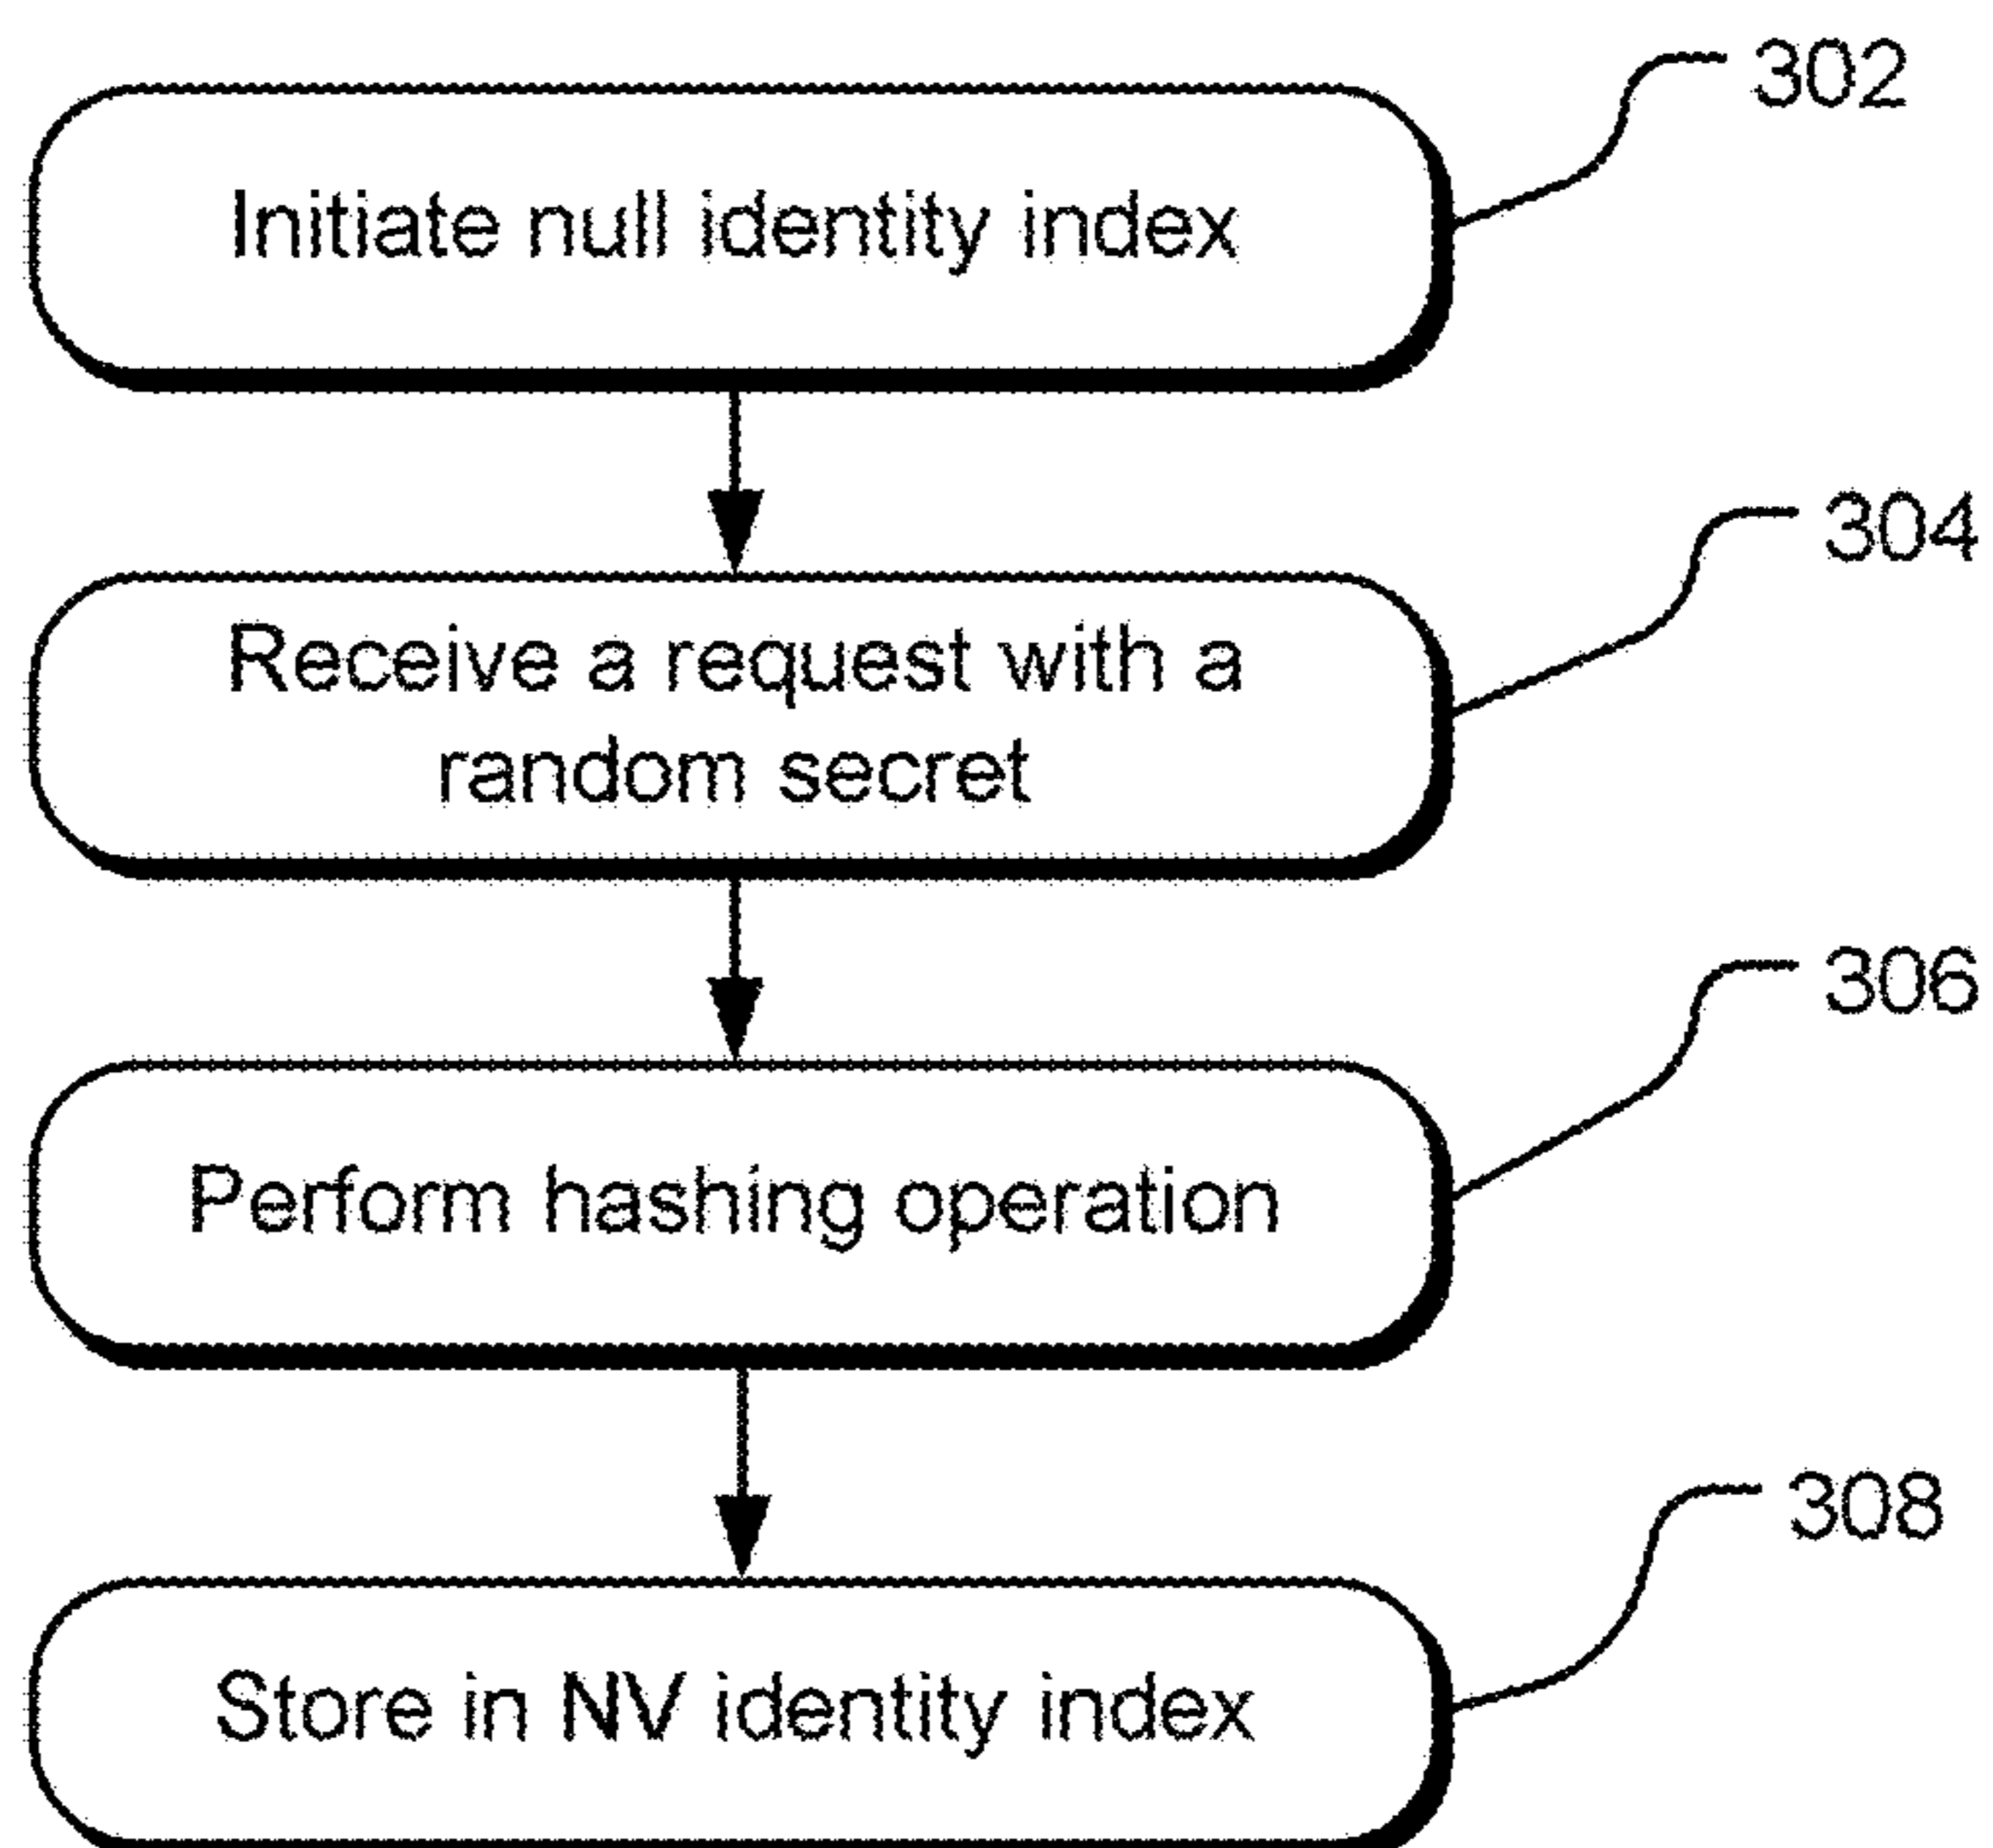 302
Initiate null identity index
304
Receive a request with a
random secret
306
Perform hashing operation
308
Store in NV identity index